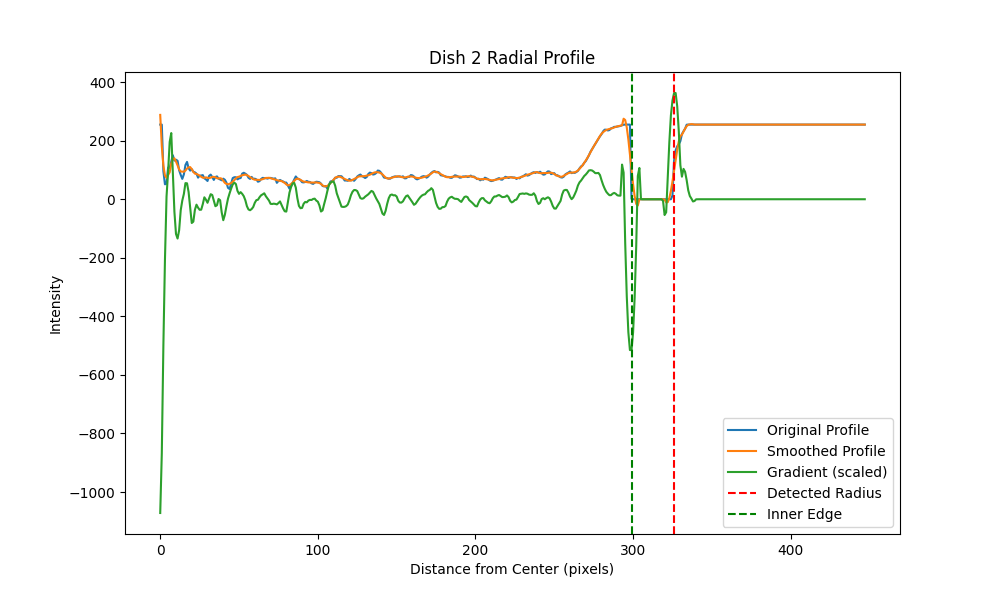 Dish 2 Radial Profile
Intensity
400
200
0
−200
−400
−600
−800
−1000
0 100 200 300 400
Distance from Center (pixels)
Original Profile
Smoothed Profile
Gradient (scaled)
Detected Radius
Inner Edge